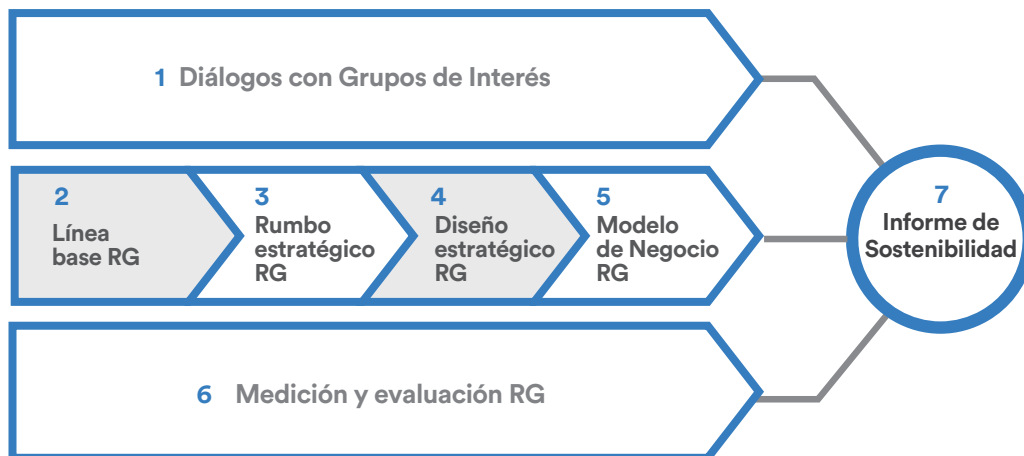 1 Diálogos con Grupos de Interés
2
Línea
base RG
3
Rumbo
estratégico
RG
4
Diseño
estratégico
RG
5
Modelo
de Negocio
RG
6 Medición y evaluación RG
7
Informe de
Sostenibilidad